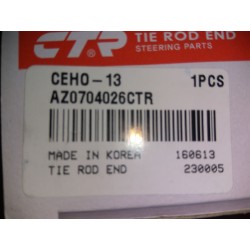 CTR
TIE ROD END
STEERING PARTS
CEHO-13 1PCS
AZ0704026CTR
MADE IN KOREA 160613
TIE ROD END 230005